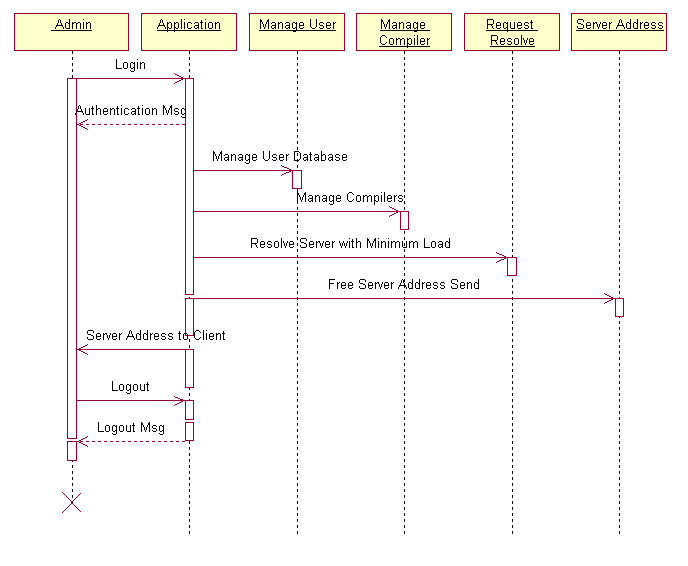 Admin
Application
Manage User
Manage
Compiler
Request
Resolve
Server Address
Login
Authentication Msg
Manage User Database
Manage Compilers
Resolve Server with Minimum Load
Free Server Address Send
Server Address to Client
Logout
Logout Msg